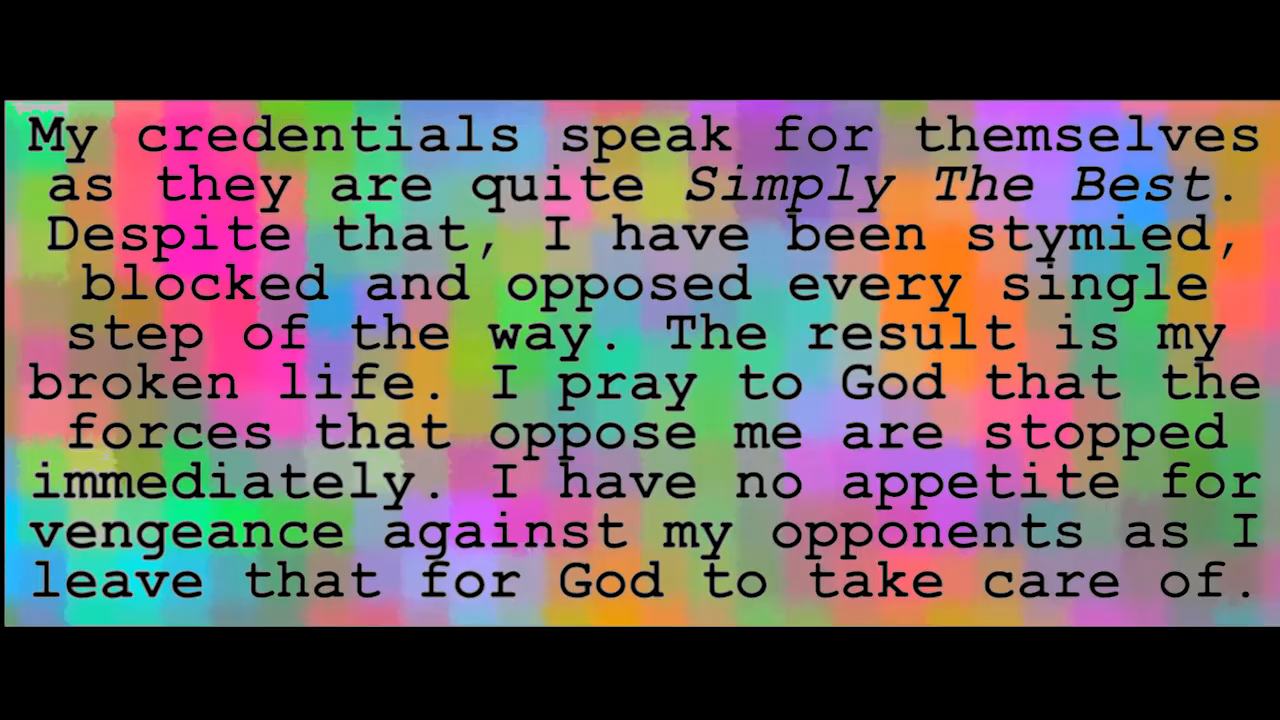 My credentials speak for themselves
as they are quite Simply The Best.
Despite that, I have been stymied,
blocked and opposed every single
step of the way. The result is my
broken life. I pray to God that the
forces that oppose me are stopped
immediately. I have no appetite for
vengeance against my opponents as I
leave that for God to take care of.